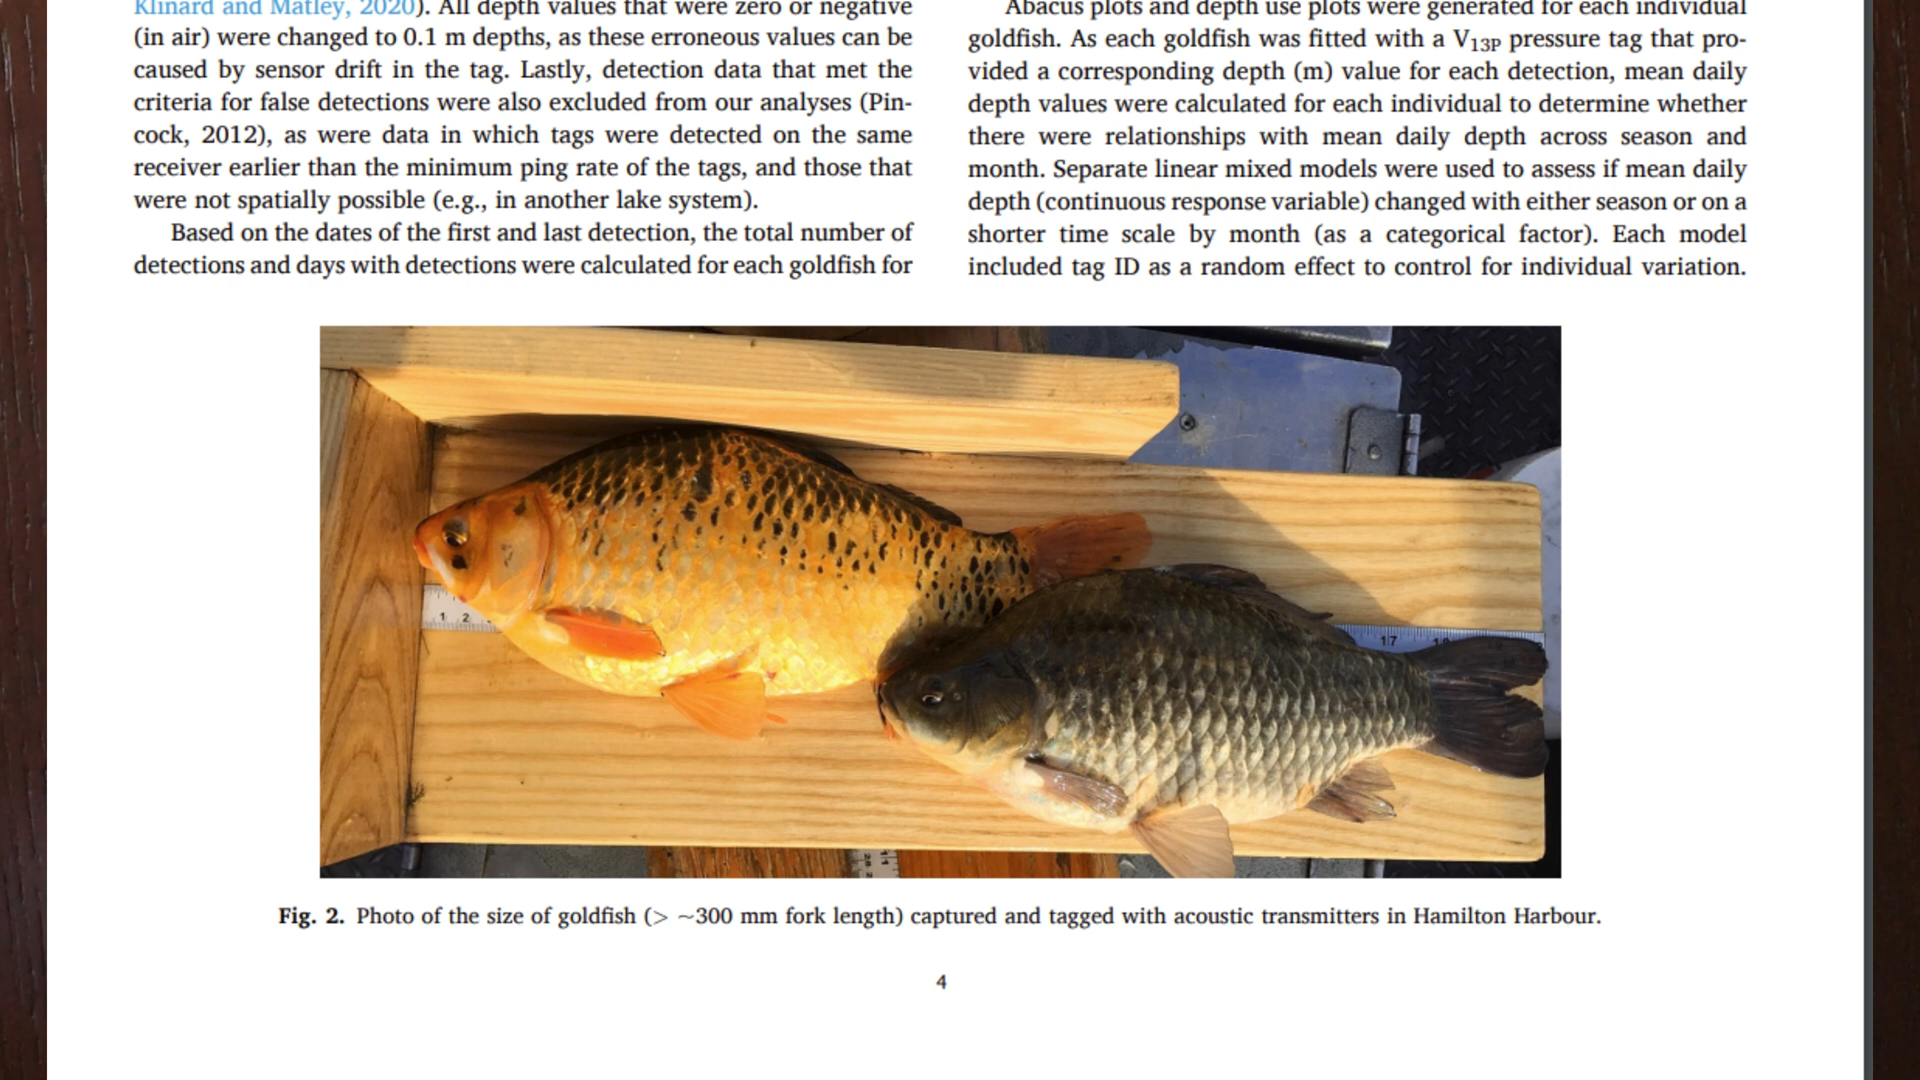 Klinard and Matley, 2020). All depth values that were zero or negative
(in air) were changed to 0.1 m depths, as these erroneous values can be
caused by sensor drift in the tag. Lastly, detection data that met the
criteria for false detections were also excluded from our analyses (Pin-
cock, 2012), as were data in which tags were detected on the same
receiver earlier than the minimum ping rate of the tags, and those that
were not spatially possible (e.g., in another lake system).
Based on the dates of the first and last detection, the total number of
detections and days with detections were calculated for each goldfish for
Abacus plots and depth use plots were generated for each individual
goldfish. As each goldfish was fitted with a V13P pressure tag that pro-
vided a corresponding depth (m) value for each detection, mean daily
depth values were calculated for each individual to determine whether
there were relationships with mean daily depth across season and
month. Separate linear mixed models were used to assess if mean daily
depth (continuous response variable) changed with either season or on a
shorter time scale by month (as a categorical factor). Each model
included tag ID as a random effect to control for individual variation.
1 2
17
Fig. 2. Photo of the size of goldfish (> ~300 mm fork length) captured and tagged with acoustic transmitters in Hamilton Harbour.
4